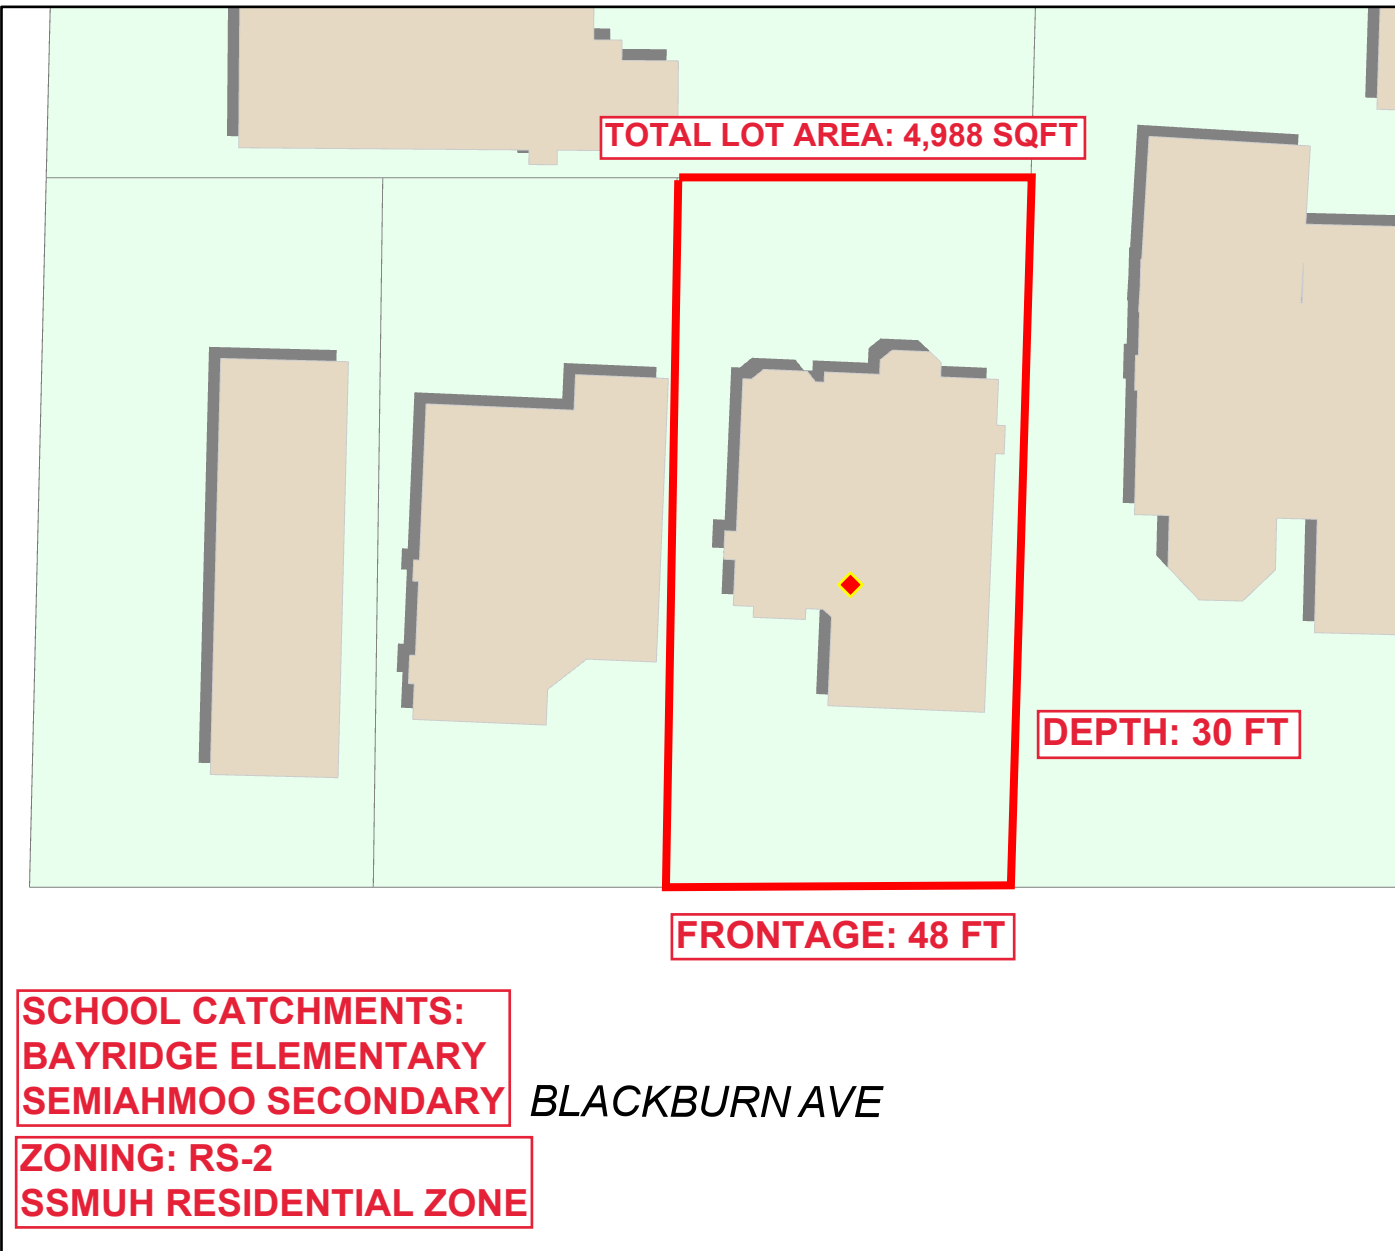 TOTAL LOT AREA: 4,988 SQFT
DEPTH: 30 FT
FRONTAGE: 48 FT
SCHOOL CATCHMENTS:
BAYRIDGE ELEMENTARY
SEMIAHMOO SECONDARY
BLACKBURN AVE
ZONING: RS-2
SSMUH RESIDENTIAL ZONE